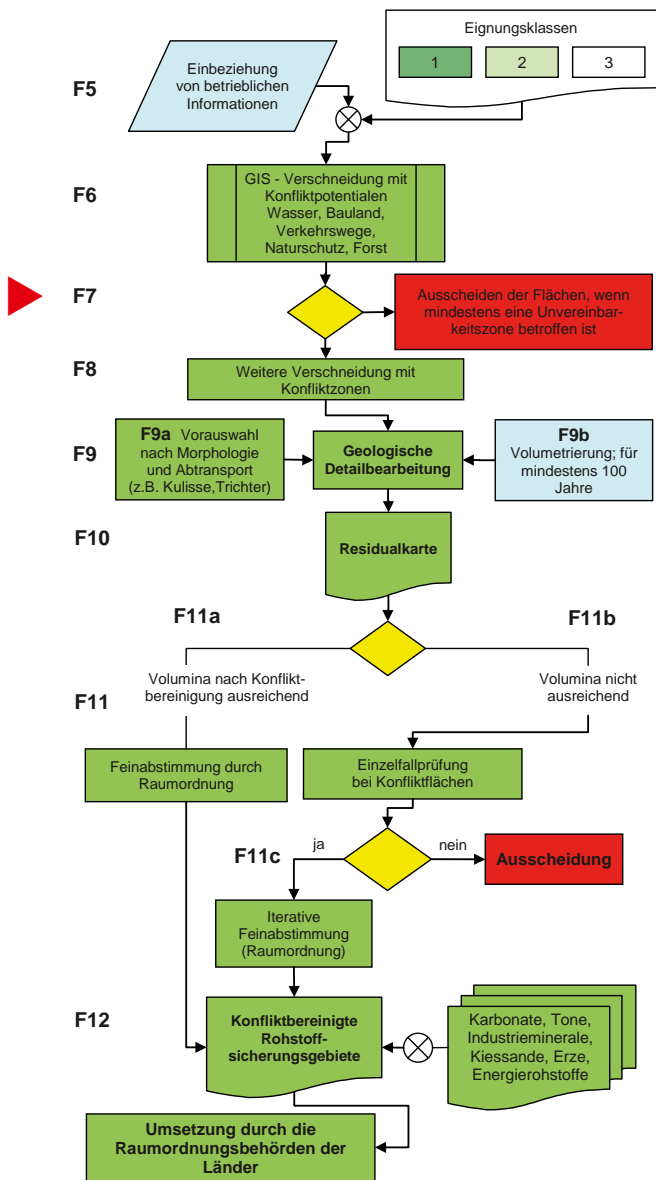 Eignungsklassen
1
2
3
F5
Einbeziehung
von betrieblichen
Informationen
F6
GIS - Verschneidung mit
Konfliktpotentialen
Wasser, Bauland,
Verkehrswege,
Naturschutz, Forst
F7
Ausscheiden der Flächen, wenn
mindestens eine Unvereinbar-
keitszone betroffen ist
F8
Weitere Verschneidung mit
Konfliktzonen
F9
F9a Vorauswahl
nach Morphologie
und Abtransport
(z.B. Kulisse,Trichter)
Geologische
Detailbearbeitung
F9b
Volumetrierung; für
mindestens 100
Jahre
F10
Residualkarte
F11a
F11b
Volumina nach Konflikt-
bereinigung ausreichend
Volumina nicht
ausreichend
F11
Feinabstimmung durch
Raumordnung
Einzelfallprüfung
bei Konfliktflächen
F11c
ja
nein
Ausscheidung
Iterative
Feinabstimmung
(Raumordnung)
F12
Konfliktbereinigte
Rohstoff-
sicherungsgebiete
Karbonate, Tone,
Industrieminerale,
Kiessande, Erze,
Energierohstoffe
Umsetzung durch die
Raumordnungsbehörden der
Länder